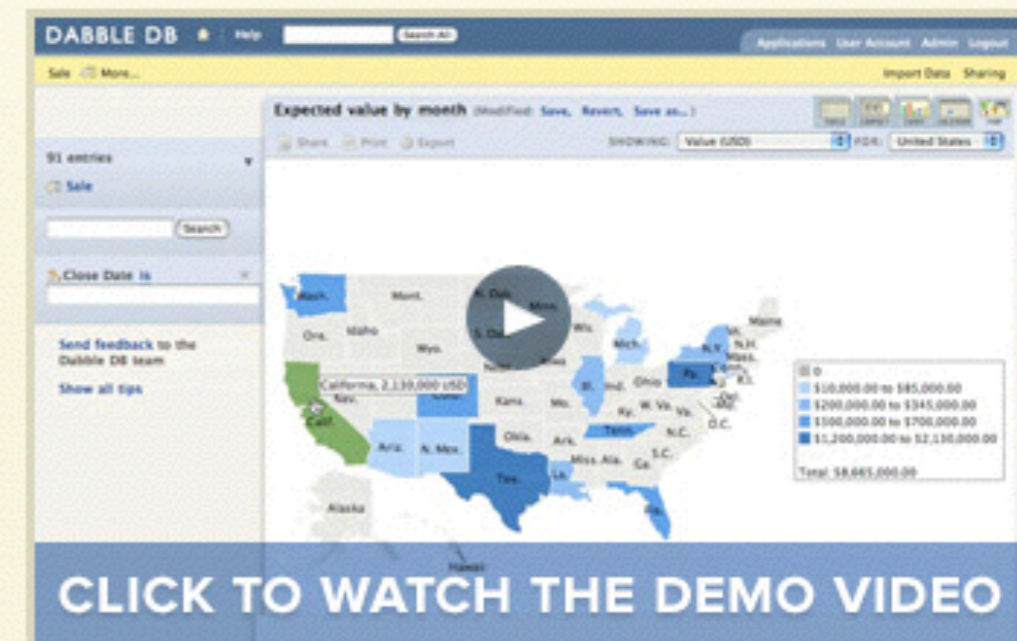 DABBLE DB Help Search All
Applications User Account Admin Logout
Sale More...
Import Data Sharing
Expected value by month (Modified: Save, Revert, Save as...)
Share Print Export
SHOWING: Value (USD) FOR: United States
91 entries
Sale
Search
Close Date is
Send feedback to the
Dabble DB team
Show all tips
Wash. Mont. N. Dak. Minn. Maine
Ore. Idaho S. Dak. Wis. Mich. N.Y. N.H.
Wyo. Iowa Mass.
California, 2,130,000 USD
Nev. Colo. Kans. Mo. Ill. Ind. Ohio Pa. Conn. R.I.
Calif. Ky. W. Va. Va. Del.
Ariz. N. Mex. Okla. Ark. Tenn. N.C. D.C.
Tex. La. Miss. Ala. Ga. S.C.
Fla.
Alaska
Hawaii
0
$10,000.00 to $85,000.00
$200,000.00 to $345,000.00
$500,000.00 to $700,000.00
$1,200,000.00 to $2,130,000.00
Total: $8,665,000.00
CLICK TO WATCH THE DEMO VIDEO